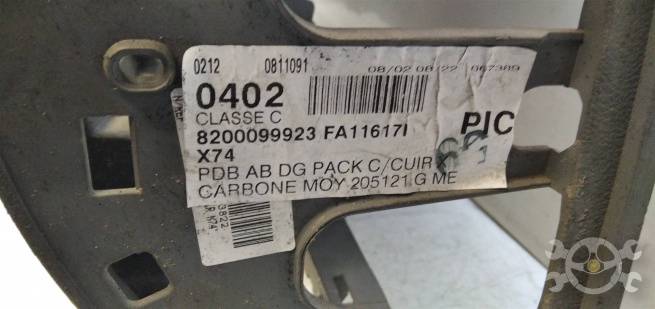 0212 0811091 08/02 08/22 067389
0402
CLASSE C
8200099923 FA11617I PIC
X74
PDB AB DG PACK C/CUIR X
CARBONE MOY 205121 G ME
3822